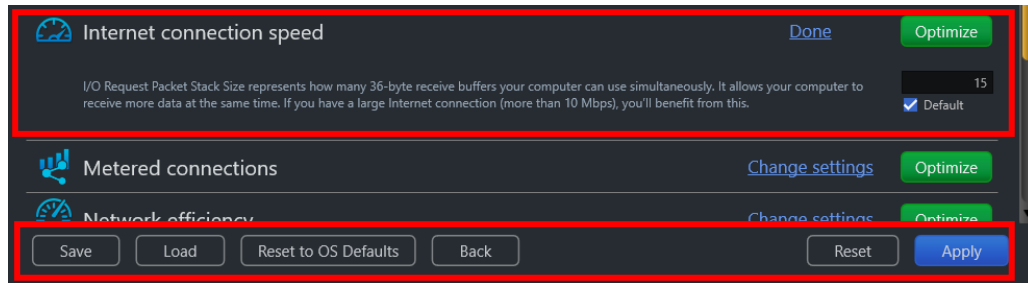 Internet connection speed Done Optimize
I/O Request Packet Stack Size represents how many 36-byte receive buffers your computer can use simultaneously. It allows your computer to 15
receive more data at the same time. If you have a large Internet connection (more than 10 Mbps), you'll benefit from this. Default
Metered connections Change settings Optimize
Network efficiency Change settings Optimize
Save Load Reset to OS Defaults Back Reset Apply